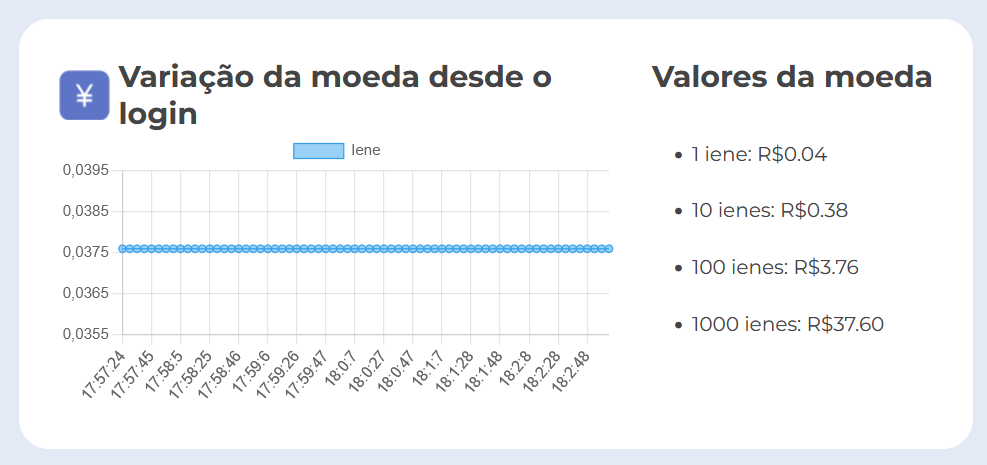 ¥
Variação da moeda desde o
login
Iene
0,0395
0,0385
0,0375
0,0365
0,0355
17:57:24
17:57:45
17:58:5
17:58:25
17:58:46
17:59:6
17:59:26
17:59:47
18:0:7
18:0:27
18:0:47
18:1:7
18:1:28
18:1:48
18:2:8
18:2:28
18:2:48
Valores da moeda
• 1 iene: R$0.04
• 10 ienes: R$0.38
• 100 ienes: R$3.76
• 1000 ienes: R$37.60